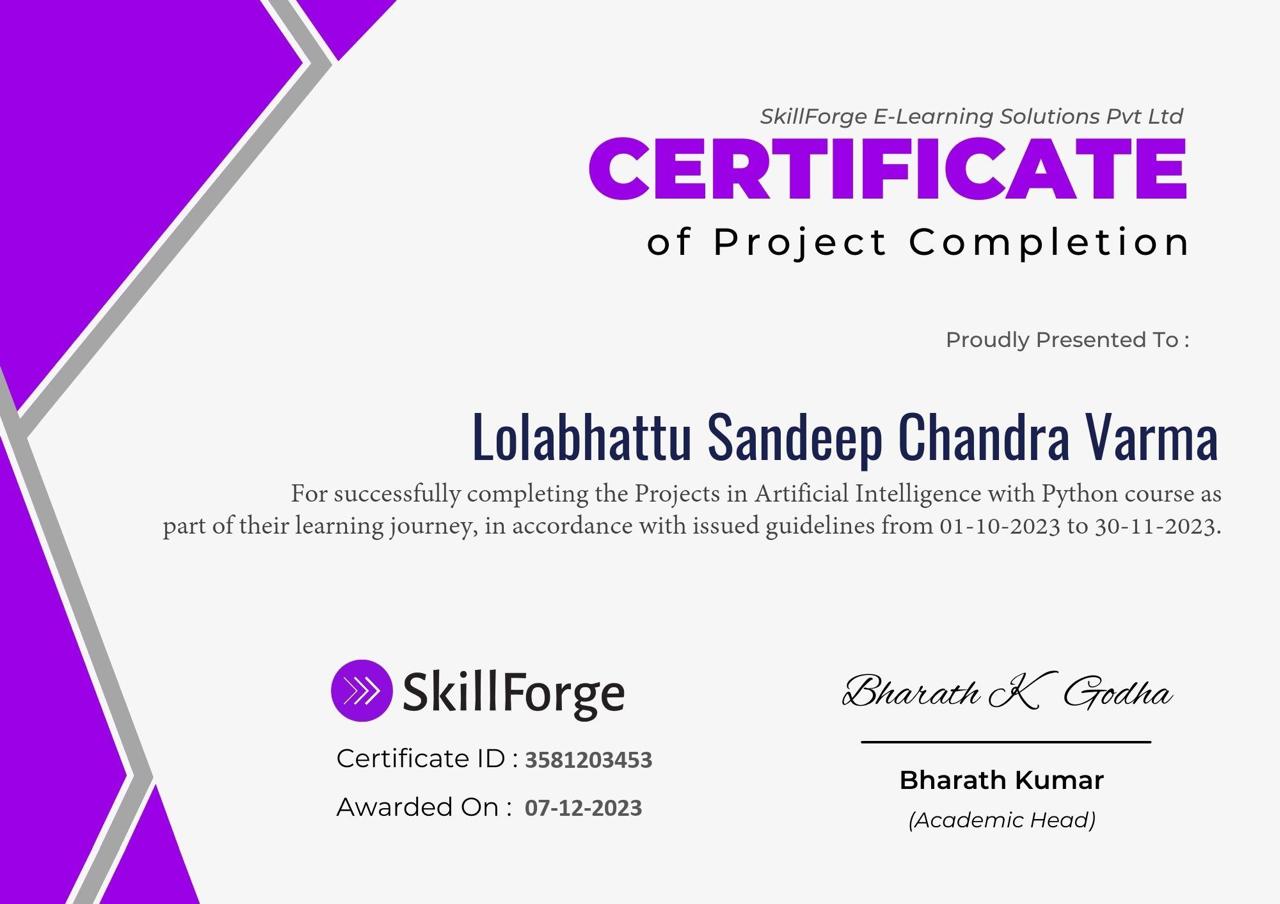 SkillForge E-Learning Solutions Pvt Ltd
CERTIFICATE
of Project Completion
Proudly Presented To :
Lolabhattu Sandeep Chandra Varma
For successfully completing the Projects in Artificial Intelligence with Python course as
part of their learning journey, in accordance with issued guidelines from 01-10-2023 to 30-11-2023.
SkillForge
Certificate ID : 3581203453
Awarded On : 07-12-2023
Bharath K Godha
Bharath Kumar
(Academic Head)